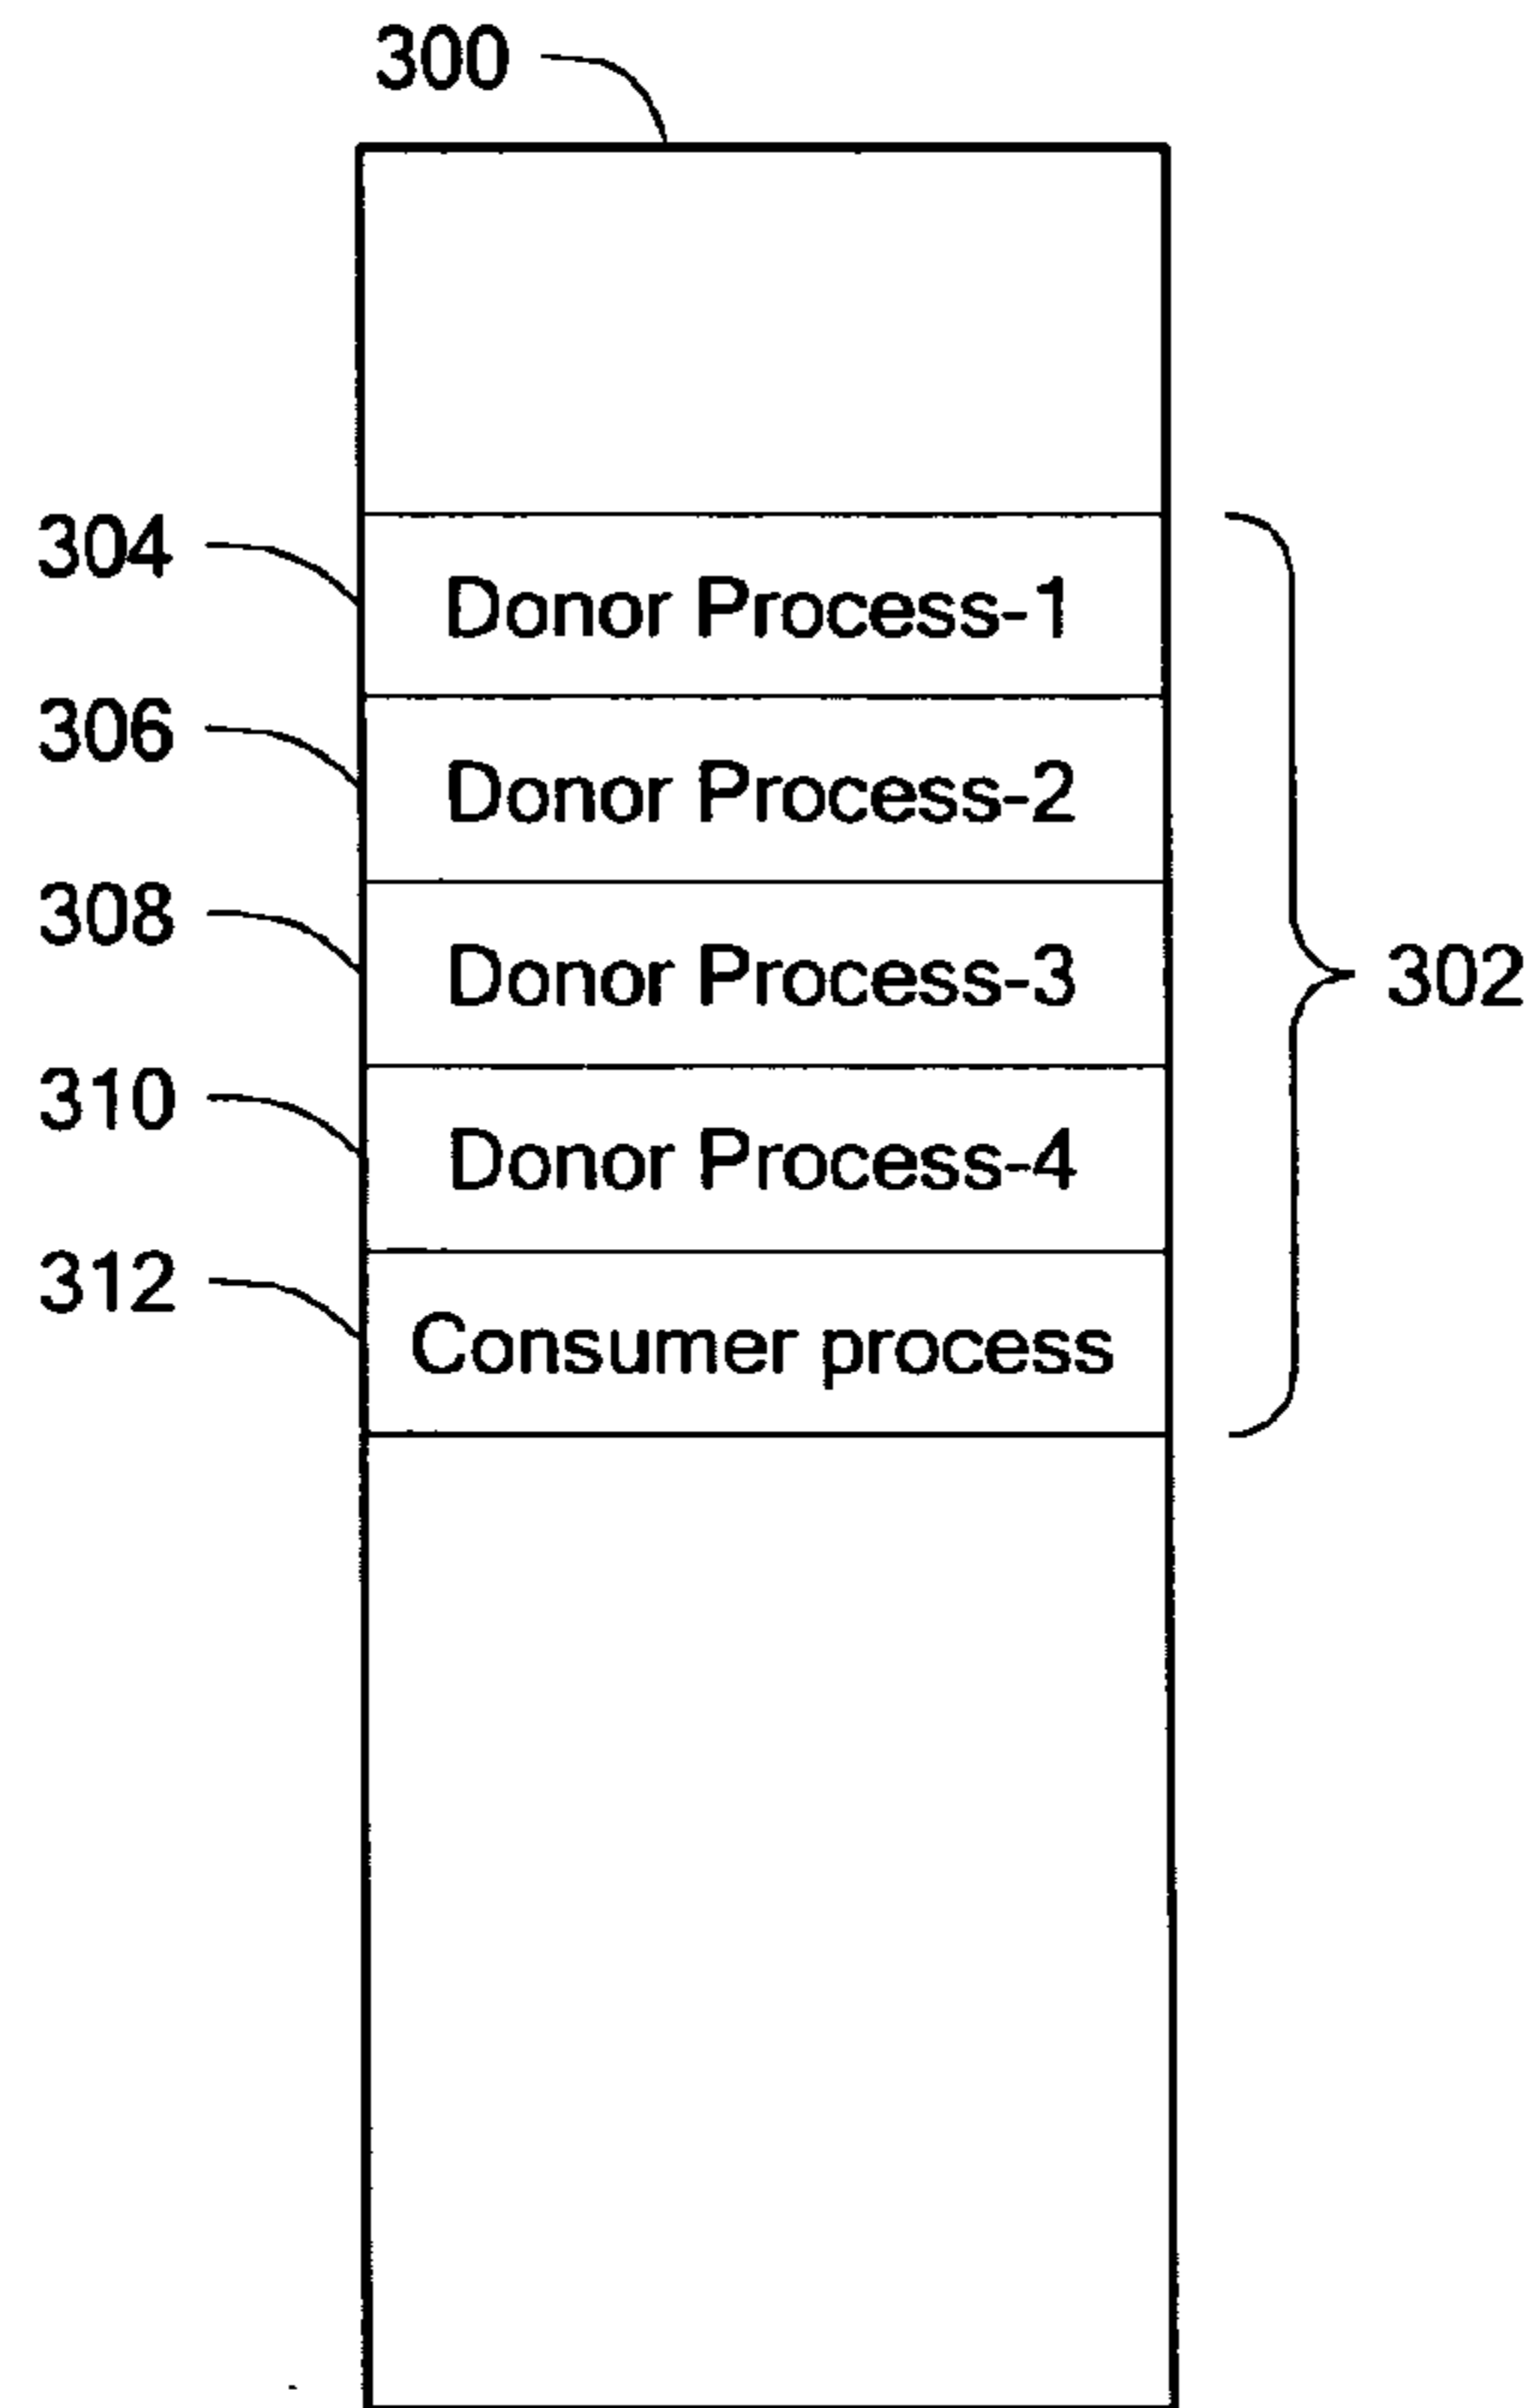 300
304
Donor Process-1
306
Donor Process-2
308
Donor Process-3
302
310
Donor Process-4
312
Consumer process